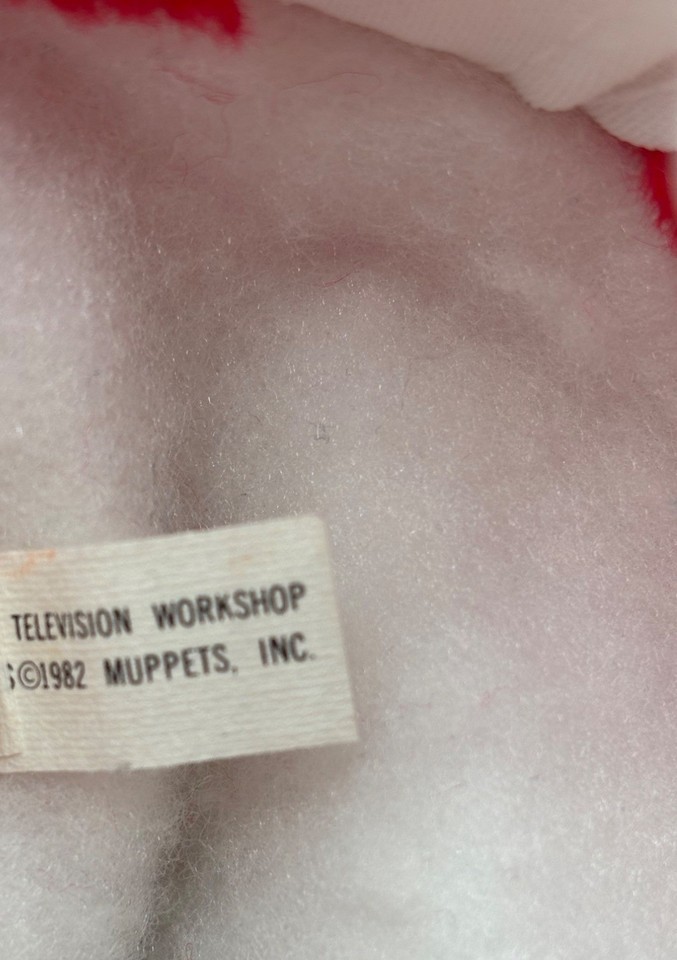 TELEVISION WORKSHOP
©1982 MUPPETS, INC.